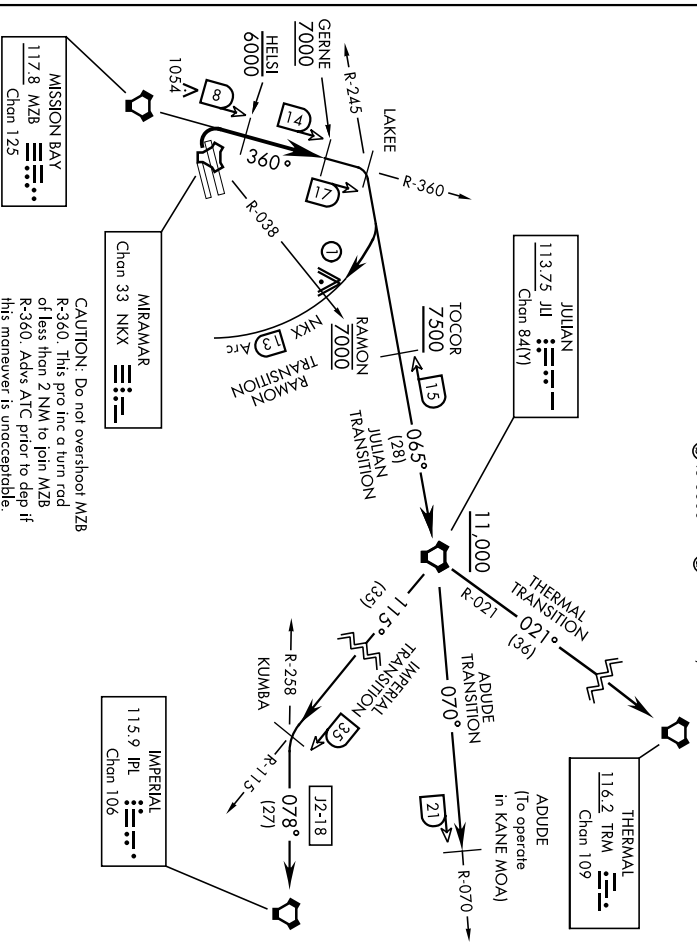 GERNE
7000
HELSI
6000
1054
8
14
17
360°
R-245
LAKEE
R-360
R-038
MISSION BAY
117.8 MZB
Chan 125
MIRAMAR
Chan 33 NKX
1
NKX 13 Arc
RAMON
7000
RAMON
TRANSITION
TOCOR
7500
15
065°
(28)
JULIAN
TRANSITION
JULIAN
113.75 JLI
Chan 84(Y)
11,000
THERMAL
TRANSITION
R-021
021°
(36)
THERMAL
116.2 TRM
Chan 109
ADUDE
TRANSITION
070°
21
R-070
ADUDE
(To operate
in KANE MOA)
115°
(35)
IMPERIAL
TRANSITION
35
R-258
KUMBA
R-115
078°
(27)
J2-18
IMPERIAL
115.9 IPL
Chan 106
CAUTION: Do not overshoot MZB
R-360. This pro inc a turn rad
of less than 2 NM to join MZB
R-360. Advs ATC prior to dep if
this maneuver is unacceptable.